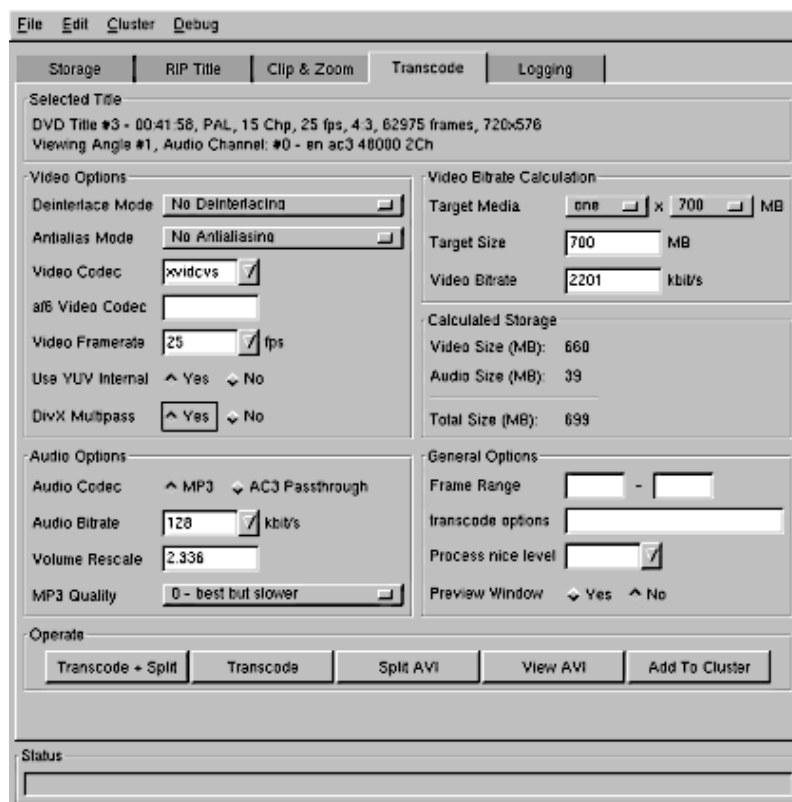 File Edit Cluster Debug
Storage RIP Title Clip & Zoom Transcode Logging
Selected Title
DVD Title #3 - 00:41:58, PAL, 15 Chp, 25 fps, 4:3, 62975 frames, 720x576
Viewing Angle #1, Audio Channel: #0 - en ac3 48000 2Ch
Video Options
Deinterlace Mode No Deinterlacing
Antialias Mode No Antialiasing
Video Codec xvidcvs
af6 Video Codec
Video Framerate 25 fps
Use YUV Internal Yes No
DivX Multipass Yes No
Video Bitrate Calculation
Target Media one x 700 MB
Target Size 700 MB
Video Bitrate 2201 kbit/s
Calculated Storage
Video Size (MB): 660
Audio Size (MB): 39
Total Size (MB): 699
Audio Options
Audio Codec MP3 AC3 Passthrough
Audio Bitrate 128 kbit/s
Volume Rescale 2.336
MP3 Quality 0 - best but slower
General Options
Frame Range -
transcode options
Process nice level
Preview Window Yes No
Operate
Transcode + Split Transcode Split AVI View AVI Add To Cluster
Status